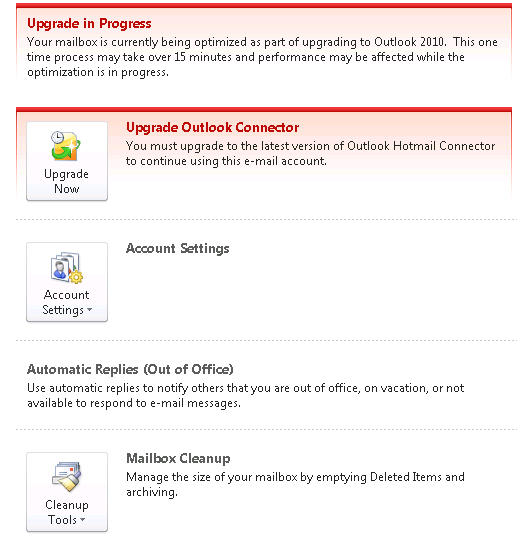 Upgrade in Progress
Your mailbox is currently being optimized as part of upgrading to Outlook 2010.  This one
time process may take over 15 minutes and performance may be affected while the
optimization is in progress.
Upgrade Outlook Connector
You must upgrade to the latest version of Outlook Hotmail Connector
to continue using this e-mail account.
Upgrade
Now
Account Settings
Account
Settings
Automatic Replies (Out of Office)
Use automatic replies to notify others that you are out of office, on vacation, or not
available to respond to e-mail messages.
Mailbox Cleanup
Manage the size of your mailbox by emptying Deleted Items and
archiving.
Cleanup
Tools